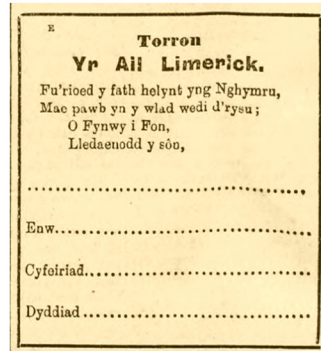 E
Torron
Yr Ail Limerick.
Fu'rioed y fath helynt yng Nghymru,
Mae pawb yn y wlad wedi d'rysu;
O Fynwy i Fon,
Lledaenodd y sôn,
..............................................
Enw..........................................
Cyfeiriad....................................
Dyddiad......................................